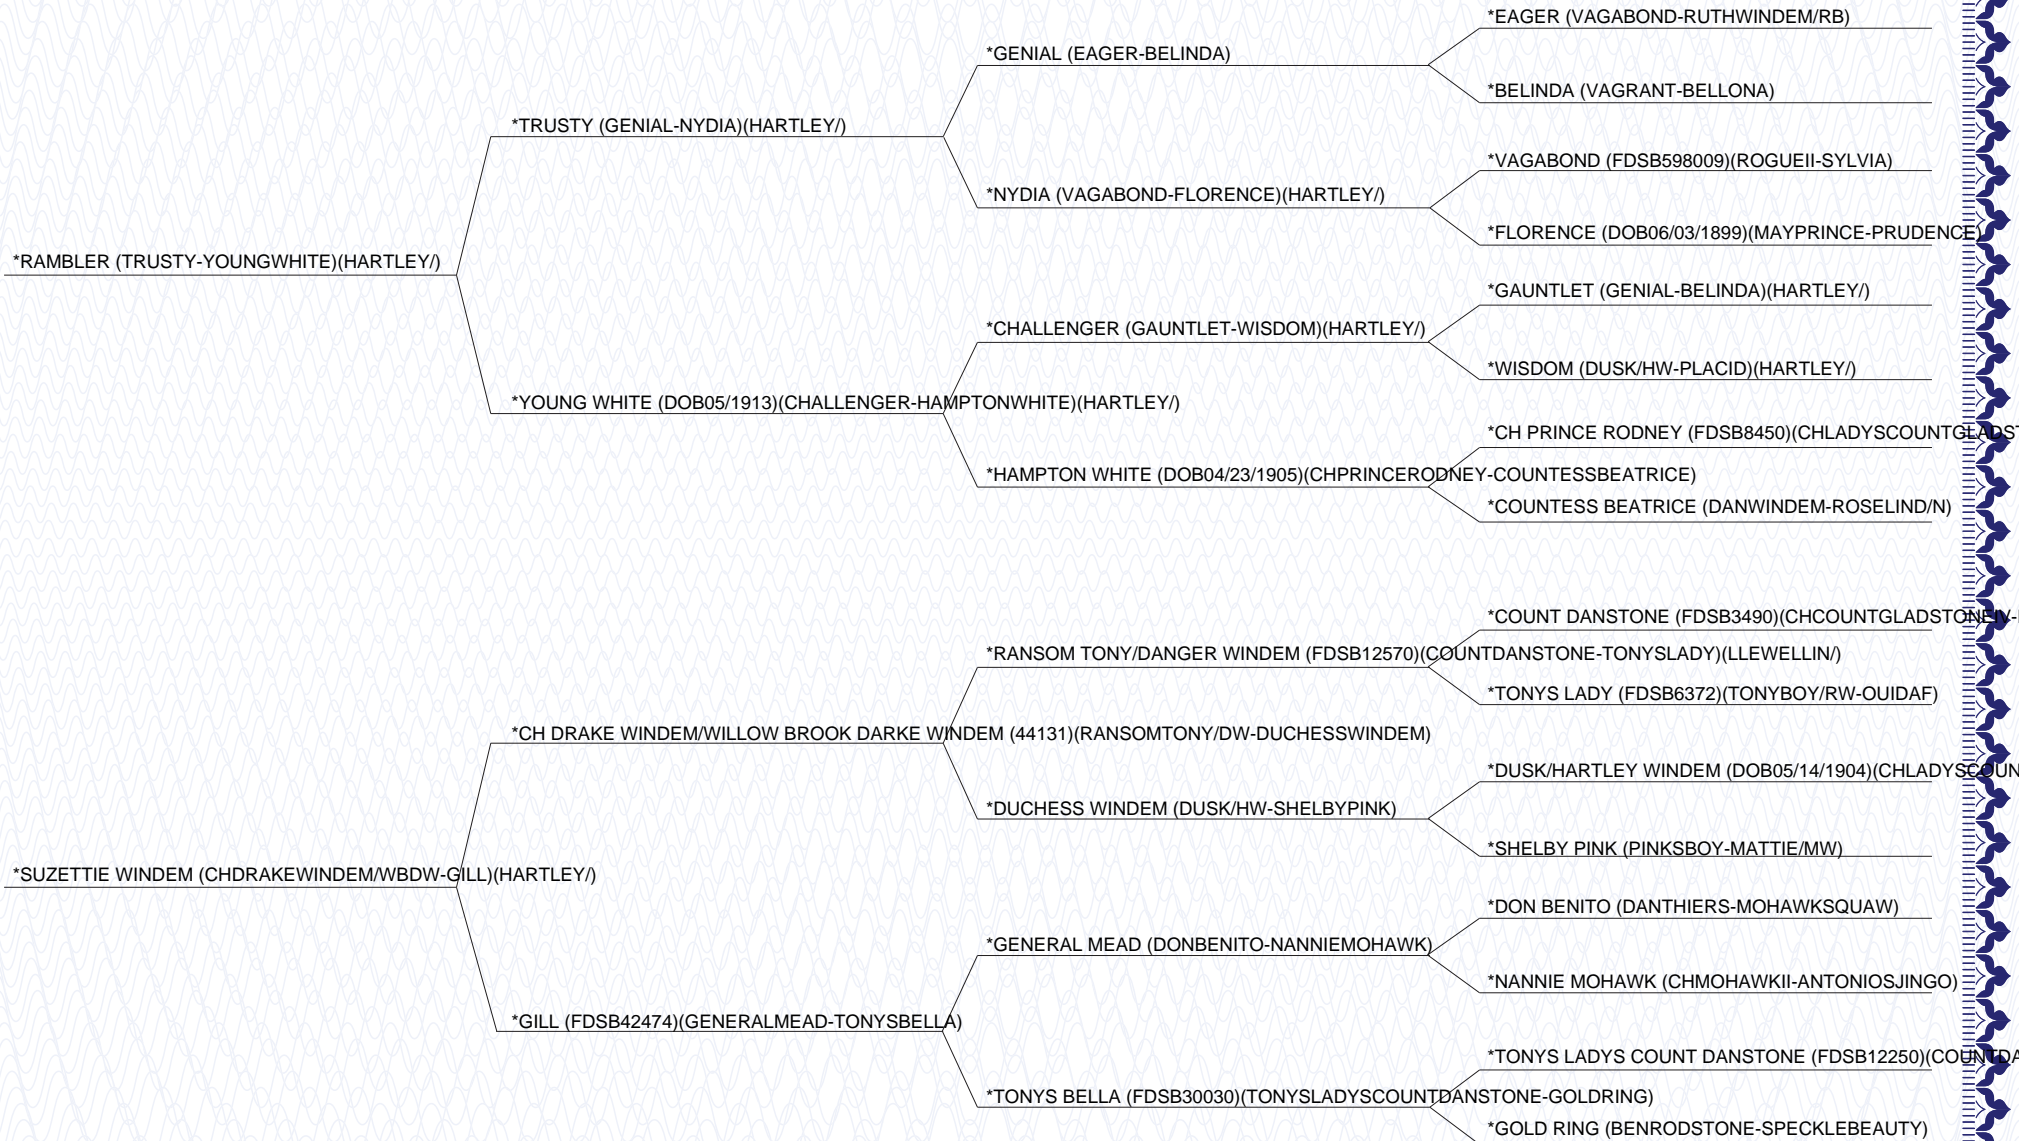 *EAGER (VAGABOND-RUTHWINDEM/RB)
*GENIAL (EAGER-BELINDA)
*BELINDA (VAGRANT-BELLONA)
*TRUSTY (GENIAL-NYDIA)(HARTLEY/)
*VAGABOND (FDSB598009)(ROGUEII-SYLVIA)
*NYDIA (VAGABOND-FLORENCE)(HARTLEY/)
*FLORENCE (DOB06/03/1899)(MAYPRINCE-PRUDENCE)
*RAMBLER (TRUSTY-YOUNGWHITE)(HARTLEY/)
*GAUNTLET (GENIAL-BELINDA)(HARTLEY/)
*CHALLENGER (GAUNTLET-WISDOM)(HARTLEY/)
*WISDOM (DUSK/HW-PLACID)(HARTLEY/)
*YOUNG WHITE (DOB05/1913)(CHALLENGER-HAMPTONWHITE)(HARTLEY/)
*CH PRINCE RODNEY (FDSB8450)(CHLADYSCOUNTGLADST
*HAMPTON WHITE (DOB04/23/1905)(CHPRINCERODNEY-COUNTESSBEATRICE)
*COUNTESS BEATRICE (DANWINDEM-ROSELIND/N)
*COUNT DANSTONE (FDSB3490)(CHCOUNTGLADSTONEIV-
*RANSOM TONY/DANGER WINDEM (FDSB12570)(COUNTDANSTONE-TONYSLADY)(LLEWELLIN/)
*TONYS LADY (FDSB6372)(TONYBOY/RW-OUIDAF)
*CH DRAKE WINDEM/WILLOW BROOK DARKE WINDEM (44131)(RANSOMTONY/DW-DUCHESSWINDEM)
*DUSK/HARTLEY WINDEM (DOB05/14/1904)(CHLADYSCOUN
*DUCHESS WINDEM (DUSK/HW-SHELBYPINK)
*SHELBY PINK (PINKSBOY-MATTIE/MW)
*SUZETTIE WINDEM (CHDRAKEWINDEM/WBDW-GILL)(HARTLEY/)
*DON BENITO (DANTHIERS-MOHAWKSQUAW)
*GENERAL MEAD (DONBENITO-NANNIEMOHAWK)
*NANNIE MOHAWK (CHMOHAWKII-ANTONIOSJINGO)
*GILL (FDSB42474)(GENERALMEAD-TONYSBELLA)
*TONYS LADYS COUNT DANSTONE (FDSB12250)(COUNTDA
*TONYS BELLA (FDSB30030)(TONYSLADYSCOUNTDANSTONE-GOLDRING)
*GOLD RING (BENRODSTONE-SPECKLEBEAUTY)